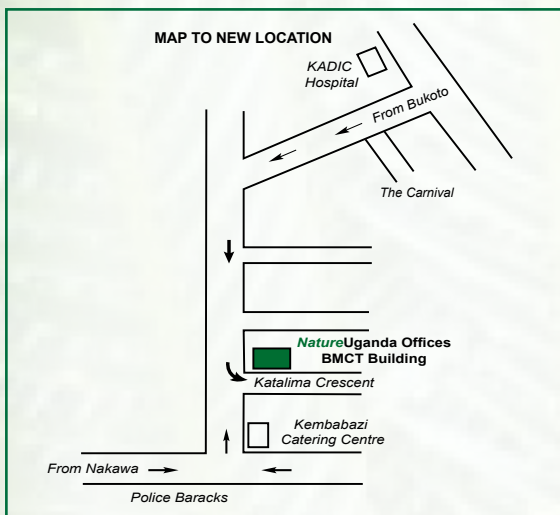 MAP TO NEW LOCATION
KADIC
Hospital
From Bukoto
The Carnival
NatureUganda Offices
BMCT Building
Katalima Crescent
Kembabazi
Catering Centre
From Nakawa
Police Baracks